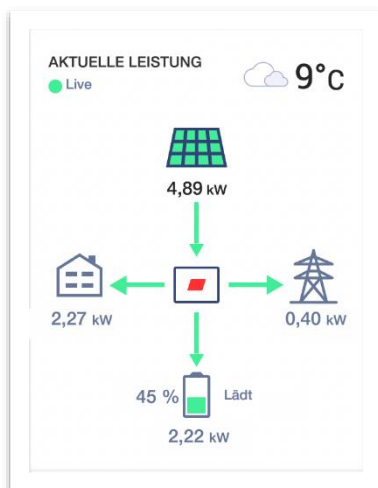 AKTUELLE LEISTUNG
Live
9°C
4,89 kW
2,27 kW
0,40 kW
45 %
Lädt
2,22 kW